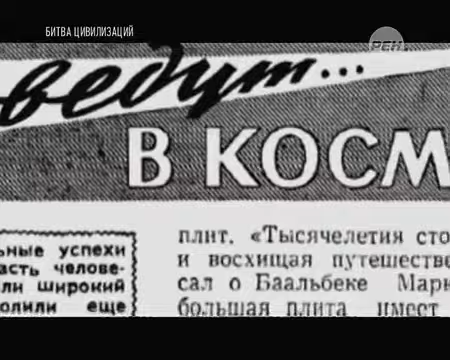 БИТВА ЦИВИЛИЗАЦИЙ
РЕН
ведут...
В КОСМ
ьные успехи
асть челове-
ли широкий
олили еще
плит. «Тысячелетия сто
и восхищая путешестве
сал о Баальбеке Марк
большая плита имеет